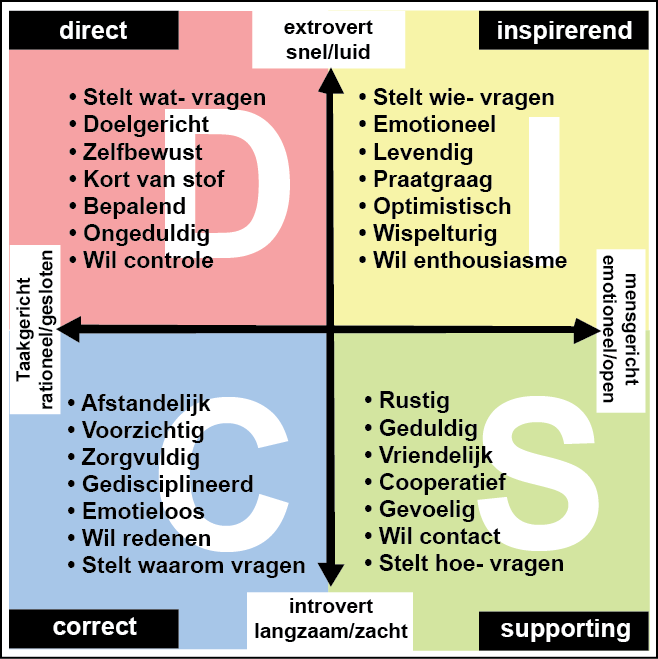 direct
extrovert
snel/luid
inspirerend
• Stelt wat- vragen
• Doelgericht
• Zelfbewust
• Kort van stof
• Bepalend
• Ongeduldig
• Wil controle
D
• Stelt wie- vragen
• Emotioneel
• Levendig
• Praatgraag
• Optimistisch
• Wispelturig
• Wil enthousiasme
I
Taakgericht
rationeel/gesloten
mensgericht
emotioneel/open
• Afstandelijk
• Voorzichtig
• Zorgvuldig
• Gedisciplineerd
• Emotieloos
• Wil redenen
• Stelt waarom vragen
C
• Rustig
• Geduldig
• Vriendelijk
• Cooperatief
• Gevoelig
• Wil contact
• Stelt hoe- vragen
S
correct
introvert
langzaam/zacht
supporting